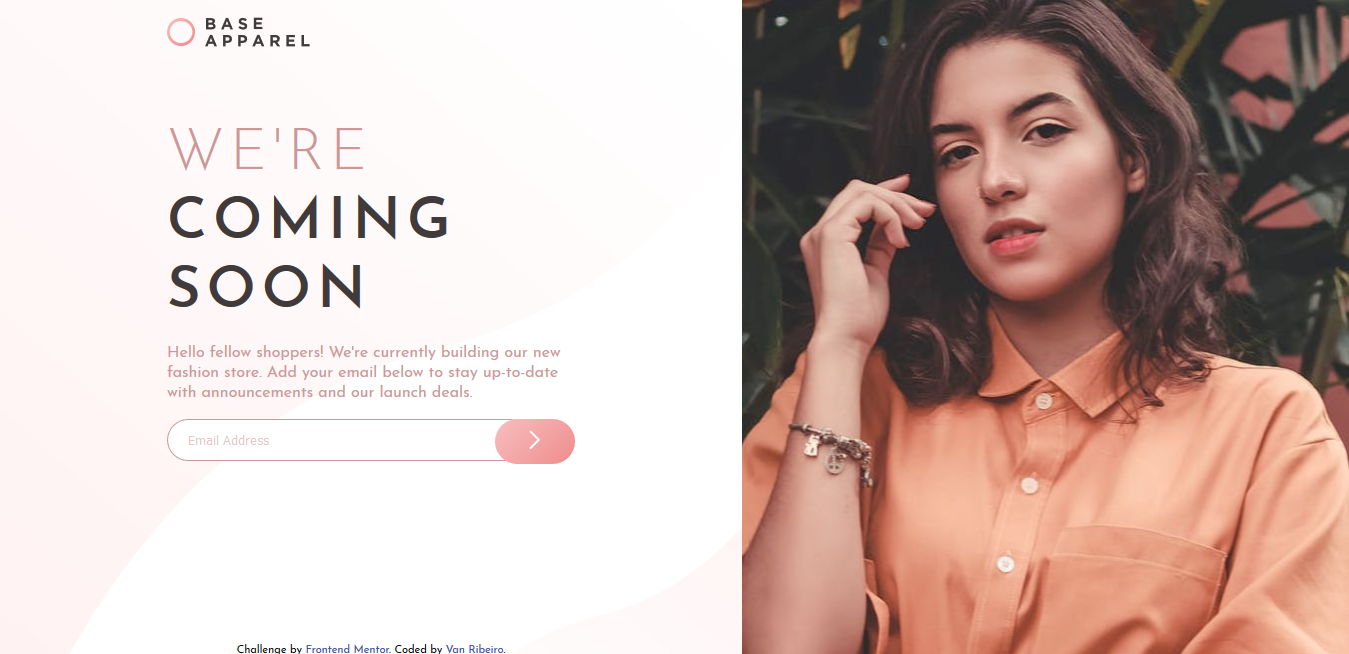 BASE
APPAREL
WE'RE
COMING
SOON
Hello fellow shoppers! We're currently building our new
fashion store. Add your email below to stay up-to-date
with announcements and our launch deals.
Email Address
Challenge by Frontend Mentor. Coded by Van Ribeiro.